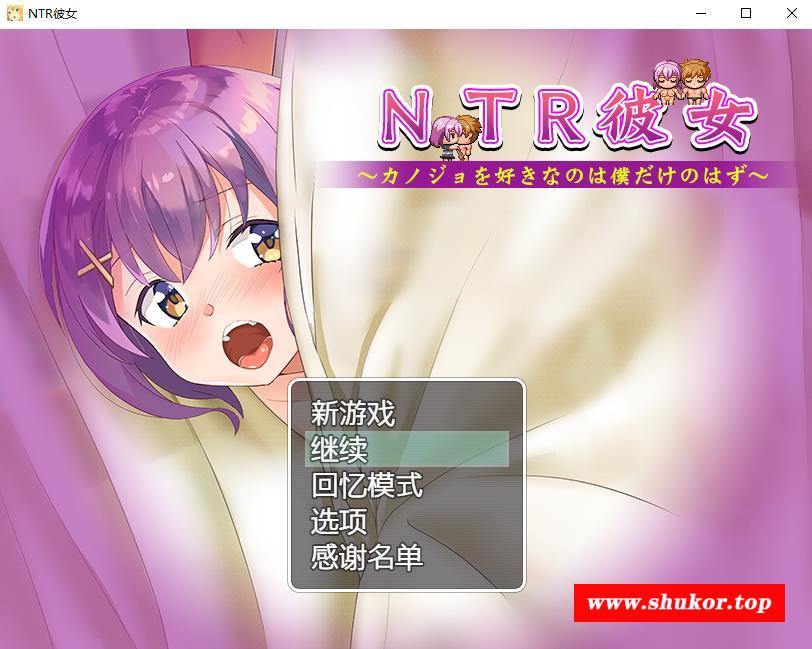 NTR彼女
NTR彼女
～カノジョを好きなのは僕だけのはず～
新游戏
继续
回忆模式
选项
感谢名单
www.shukor.top